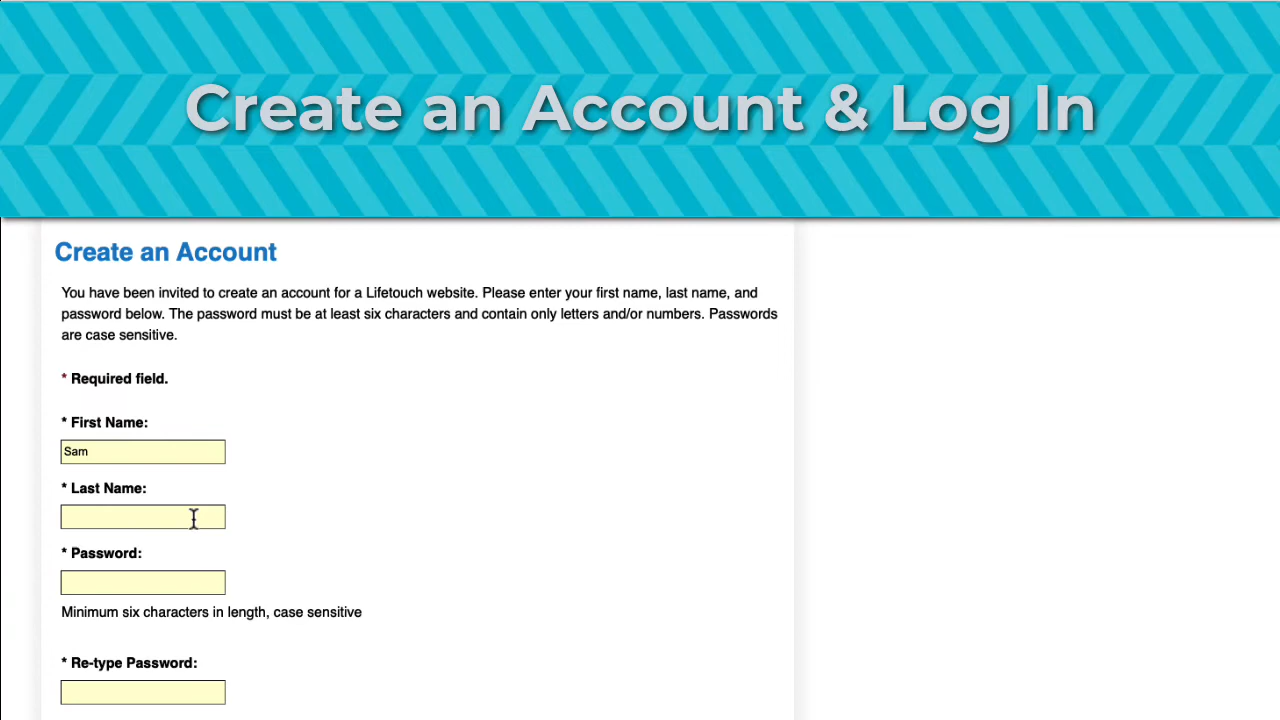 Create an Account & Log In
Create an Account
You have been invited to create an account for a Lifetouch website. Please enter your first name, last name, and
password below. The password must be at least six characters and contain only letters and/or numbers. Passwords
are case sensitive.
* Required field.
* First Name:
Sam
* Last Name:
* Password:
Minimum six characters in length, case sensitive
* Re-type Password: